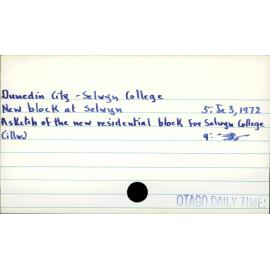 Dunedin City - Selwyn College
New block at Selwyn 5: Je 3, 1972
A sketch of the new residential block for Selwyn College
(illus) 9:
OTAGO DAILY TIMES